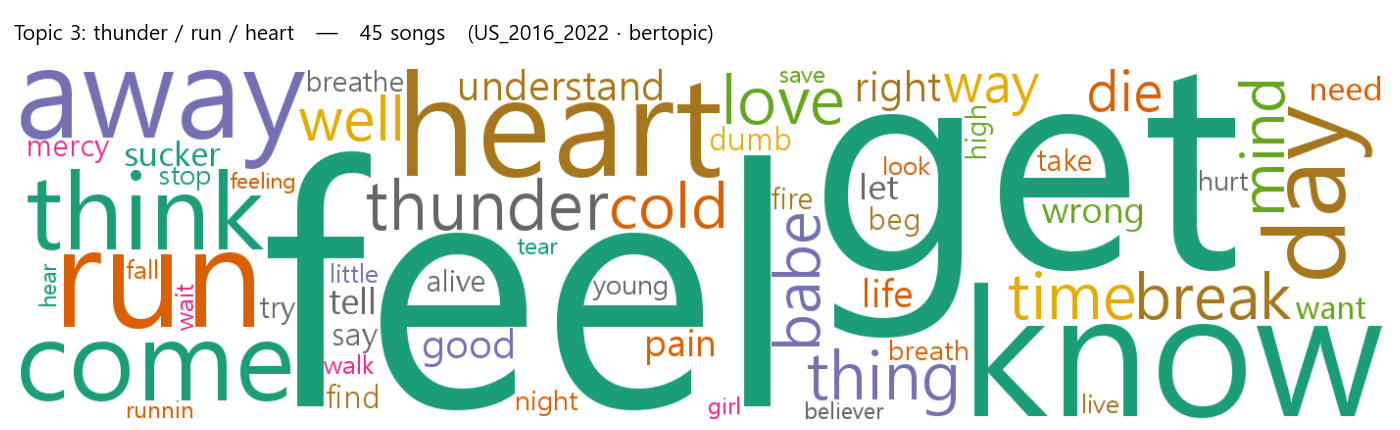 Topic 3: thunder / run / heart — 45 songs (US_2016_2022 · bertopic)
away breathe understand save love right way die need
well heart dumb high mind day
mercy sucker stop feeling look take hurt
think thunder cold fire let get wrong
beg
feel tear babe
hear run fall wait try little alive young life time break want
tell
say good pain thing breath know
come walk
find night girl believer live
runnin